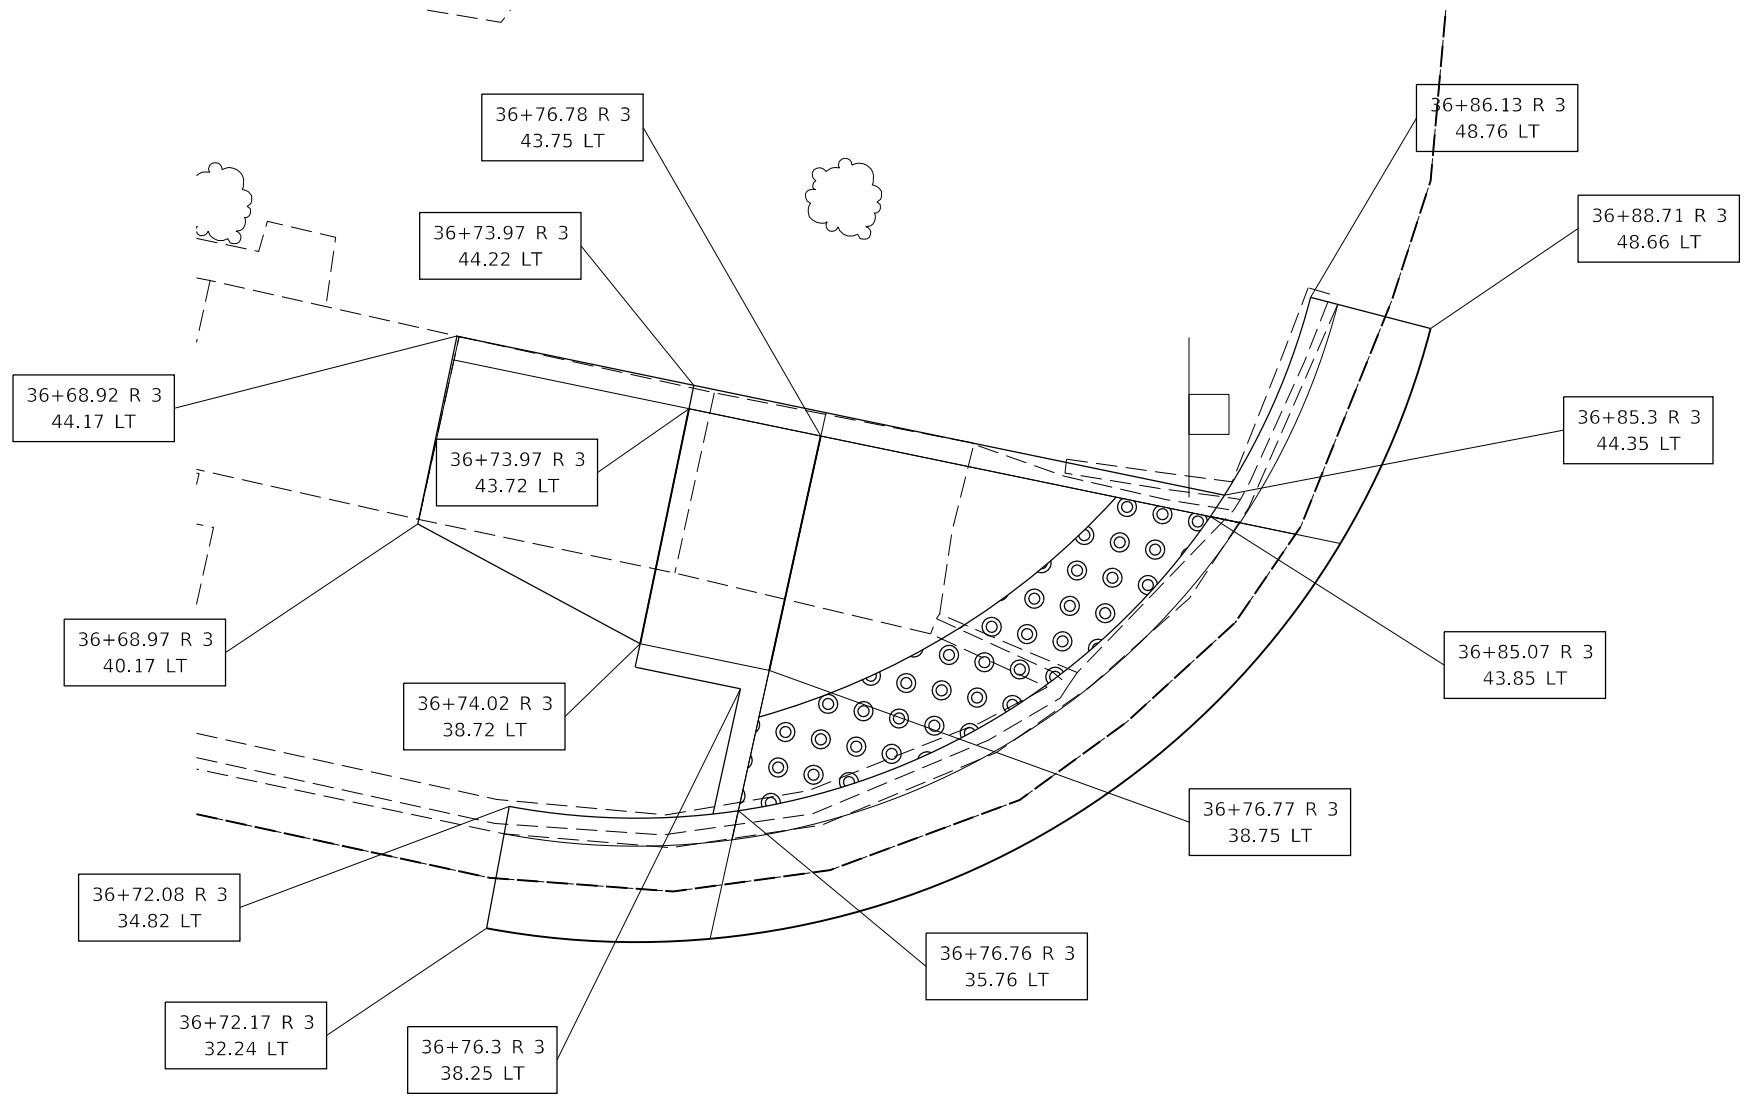 36+76.78 R 3
43.75 LT
36+86.13 R 3
48.76 LT
36+73.97 R 3
44.22 LT
36+88.71 R 3
48.66 LT
36+68.92 R 3
44.17 LT
36+85.3 R 3
44.35 LT
36+73.97 R 3
43.72 LT
36+68.97 R 3
40.17 LT
36+85.07 R 3
43.85 LT
36+74.02 R 3
38.72 LT
36+76.77 R 3
38.75 LT
36+72.08 R 3
34.82 LT
36+76.76 R 3
35.76 LT
36+72.17 R 3
32.24 LT
36+76.3 R 3
38.25 LT